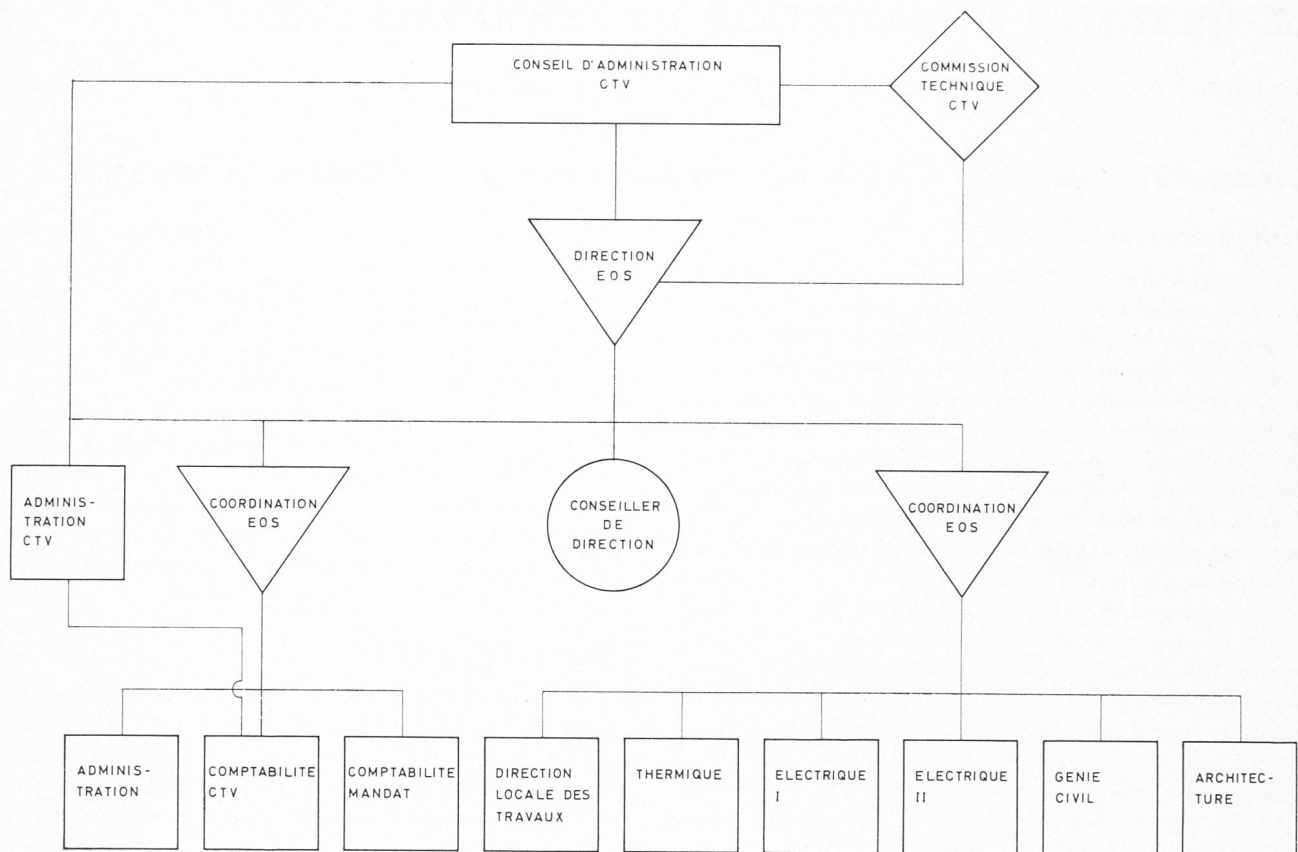 CONSEIL D'ADMINISTRATION
CTV
COMMISSION
TECHNIQUE
CTV
DIRECTION
EOS
ADMINIS-
TRATION
CTV
COORDINATION
EOS
CONSEILLER
DE
DIRECTION
COORDINATION
EOS
ADMINIS-
TRATION
COMPTABILITE
CTV
COMPTABILITE
MANDAT
DIRECTION
LOCALE DES
TRAVAUX
THERMIQUE
ELECTRIQUE
I
ELECTRIQUE
II
GENIE
CIVIL
ARCHITEC-
TURE